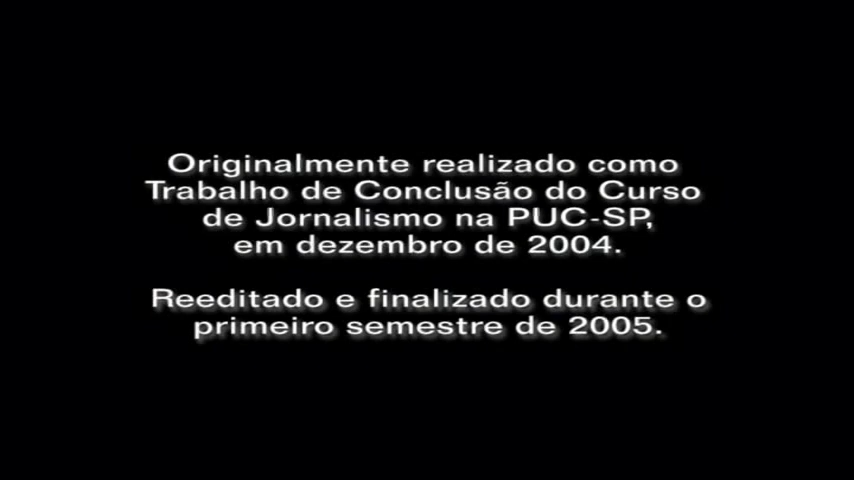 Originalmente realizado como
Trabalho de Conclusão do Curso
de Jornalismo na PUC-SP,
em dezembro de 2004.
Reeditado e finalizado durante o
primeiro semestre de 2005.